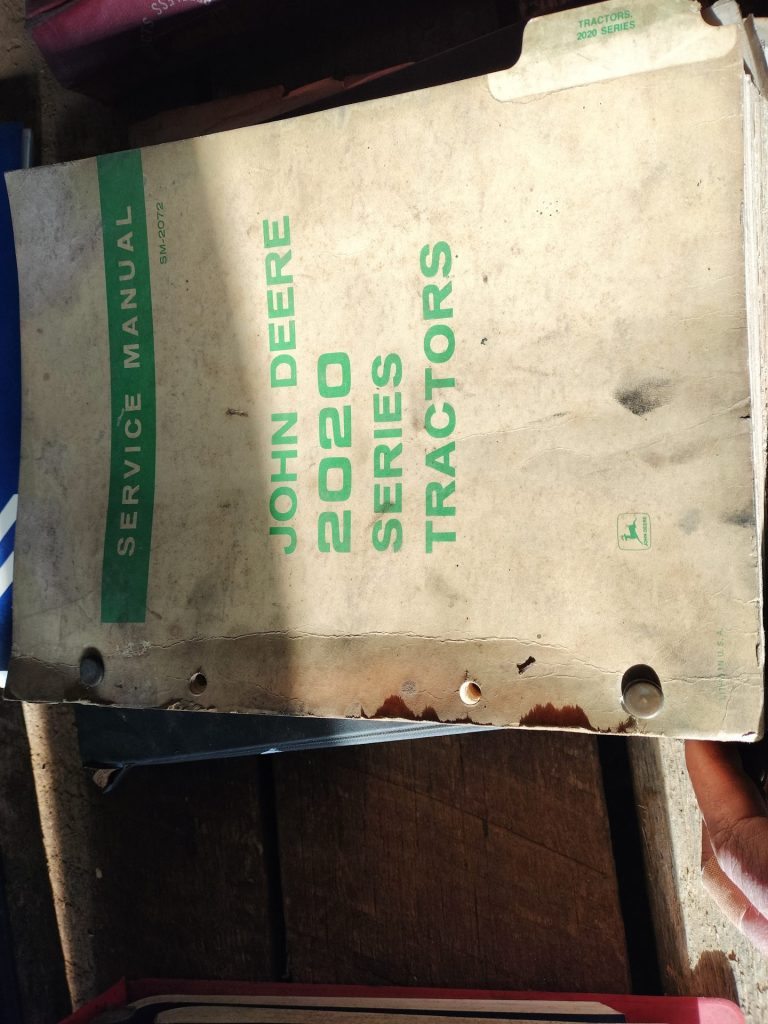 TRACTORS,
2020 SERIES
SERVICE MANUAL
SM-2072
JOHN DEERE
2020
SERIES
TRACTORS
JOHN DEERE
U. S. A.